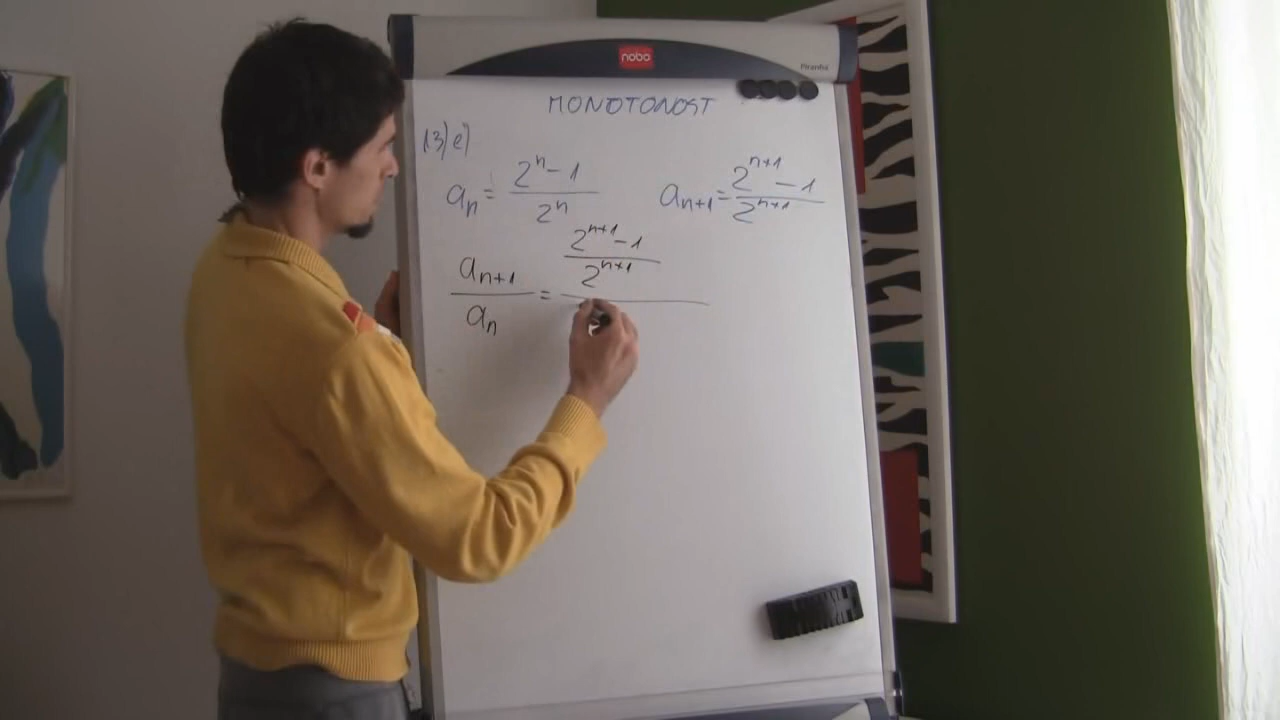 nobo
Piranha
MONOTONOST
13) e)
aₙ = (2ⁿ - 1) / 2ⁿ    aₙ₊₁ = (2ⁿ⁺¹ - 1) / 2ⁿ⁺¹
aₙ₊₁ / aₙ = ((2ⁿ⁺¹ - 1) / 2ⁿ⁺¹) /